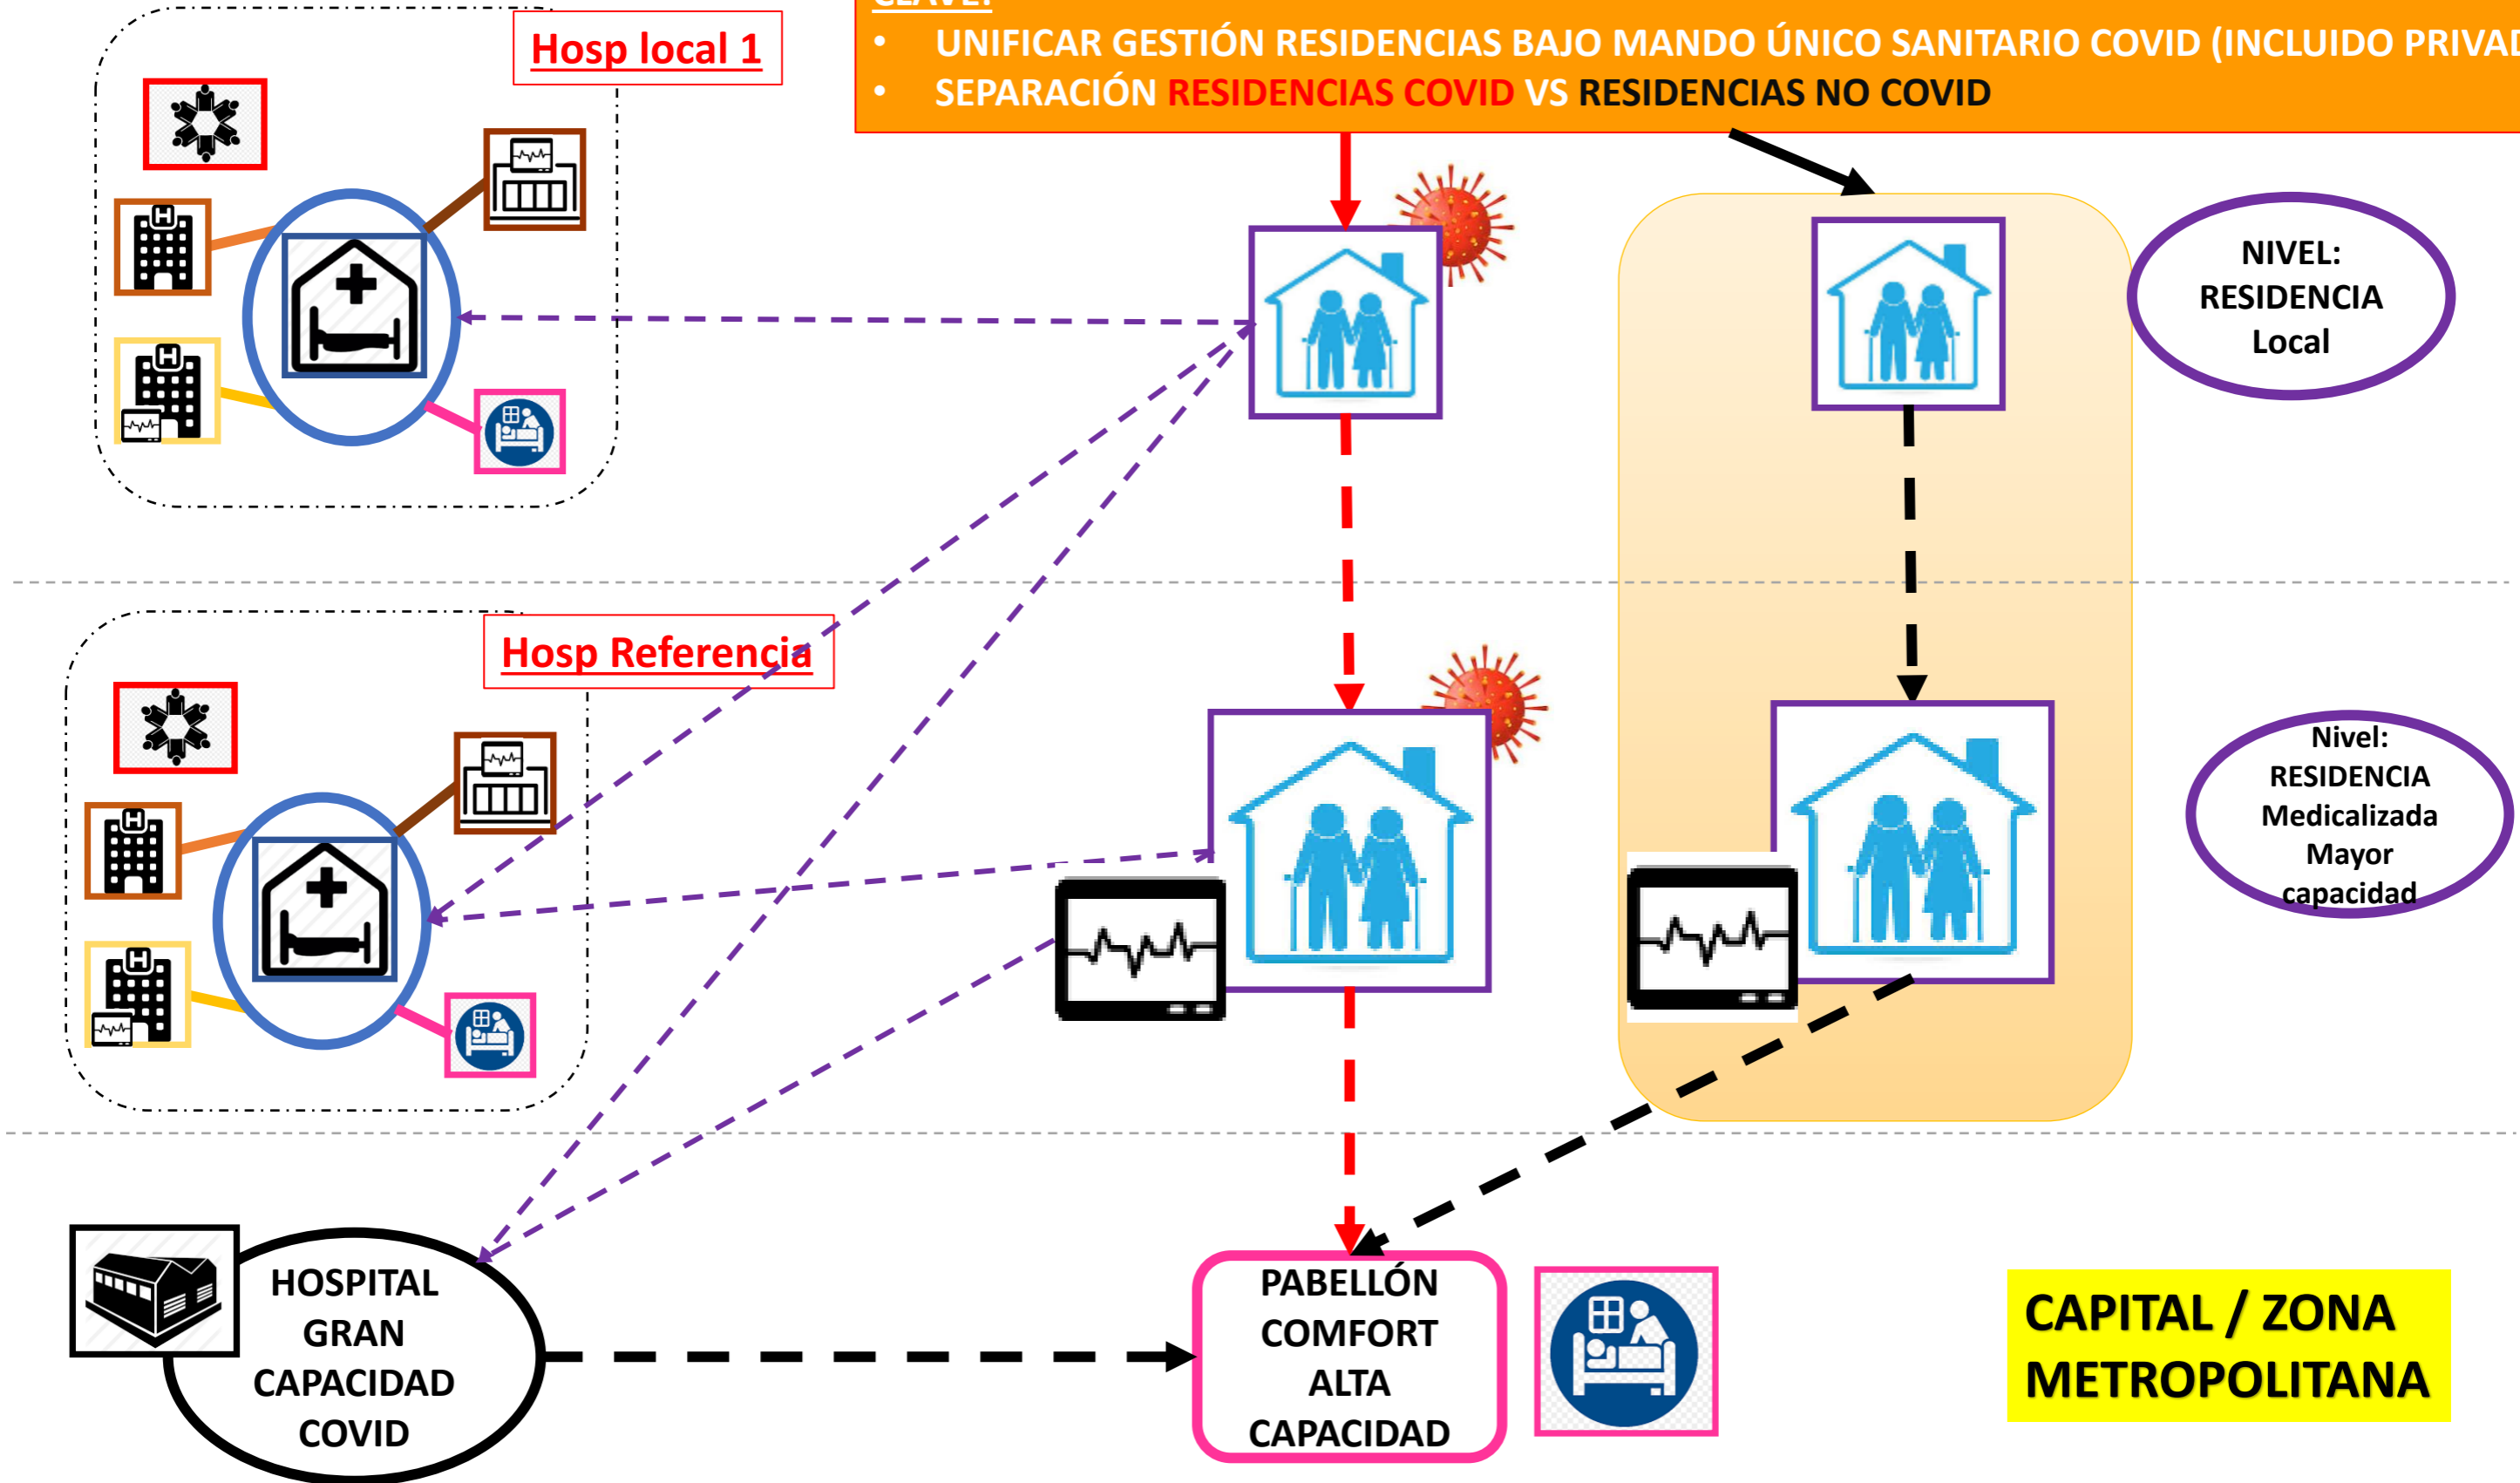 CLAVE:
• UNIFICAR GESTIÓN RESIDENCIAS BAJO MANDO ÚNICO SANITARIO COVID (INCLUIDO PRIVAD
• SEPARACIÓN RESIDENCIAS COVID VS RESIDENCIAS NO COVID
Hosp local 1
NIVEL:
RESIDENCIA
Local
Hosp Referencia
Nivel:
RESIDENCIA
Medicalizada
Mayor
capacidad
HOSPITAL
GRAN
CAPACIDAD
COVID
PABELLÓN
COMFORT
ALTA
CAPACIDAD
CAPITAL / ZONA
METROPOLITANA